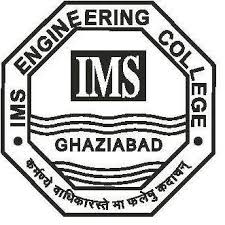 IMS ENGINEERING COLLEGE
IMS
GHAZIABAD
कर्मण्ये वाधिकारस्ते मा फलेषु कदाचन्